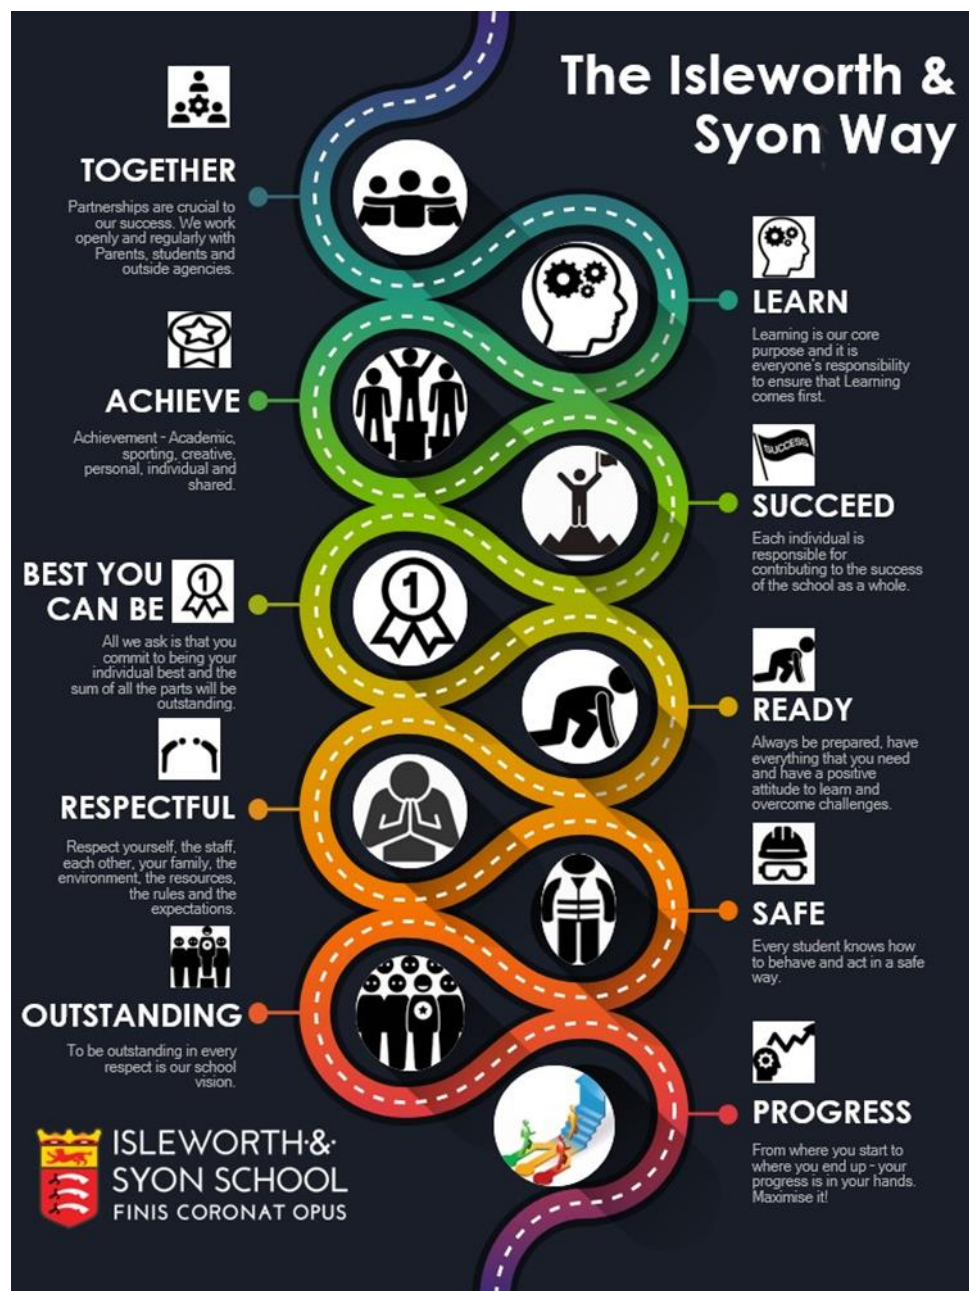 The Isleworth &
Syon Way
TOGETHER
Partnerships are crucial to
our success. We work
openly and regularly with
Parents, students and
outside agencies.
LEARN
Learning is our core
purpose and it is
everyone's responsibility
to ensure that Learning
comes first.
ACHIEVE
Achievement - Academic,
sporting, creative,
personal, individual and
shared.
SUCCESS
SUCCEED
Each individual is
responsible for
contributing to the success
of the school as a whole.
BEST YOU
CAN BE
1
1
All we ask is that you
commit to being your
individual best and the
sum of all the parts will be
outstanding.
READY
Always be prepared, have
everything that you need
and have a positive
attitude to learn and
overcome challenges.
RESPECTFUL
Respect yourself, the staff,
each other, your family, the
environment, the resources,
the rules and the
expectations.
SAFE
Every student knows how
to behave and act in a safe
way.
OUTSTANDING
To be outstanding in every
respect is our school
vision.
PROGRESS
From where you start to
where you end up - your
progress is in your hands.
Maximise it!
ISLEWORTH·&·
SYON SCHOOL
FINIS CORONAT OPUS